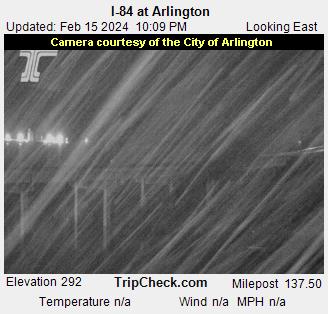 I-84 at Arlington
Updated: Feb 15 2024 10:09 PM Looking East
Camera courtesy of the City of Arlington
Elevation 292 TripCheck.com Milepost 137.50
Temperature n/a Wind n/a MPH n/a